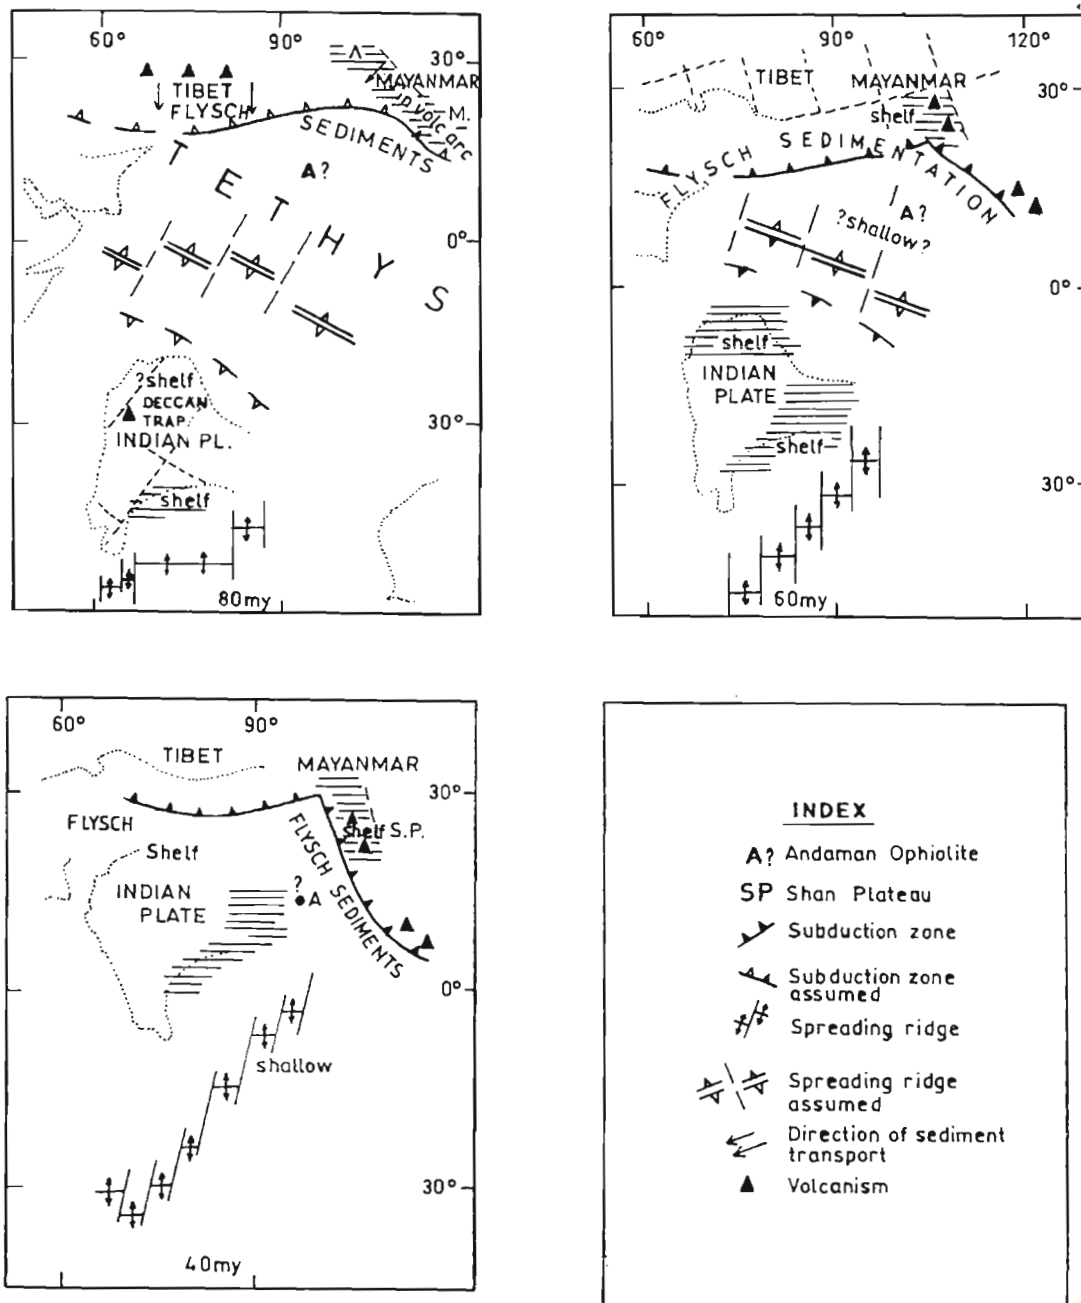 60°
90°
30°
MAYANMAR
TIBET
FLYSCH
M.
volc arc
SEDIMENTS
TETHYS
A?
0°
?shelf
DECCAN
TRAP
INDIAN PL.
30°
shelf
80my
60°
90°
120°
TIBET
MAYANMAR
30°
shelf
FLYSCH SEDIMENTATION
A?
?shallow?
0°
shelf
INDIAN
PLATE
shelf
30°
60my
60°
90°
TIBET
MAYANMAR
30°
FLYSCH
shelf S.P.
Shelf
FLYSCH SEDIMENTS
INDIAN
PLATE
?
A
0°
shallow
30°
40my
INDEX
A? Andaman Ophiolite
SP Shan Plateau
Subduction zone
Subduction zone
assumed
Spreading ridge
Spreading ridge
assumed
Direction of sediment
transport
Volcanism